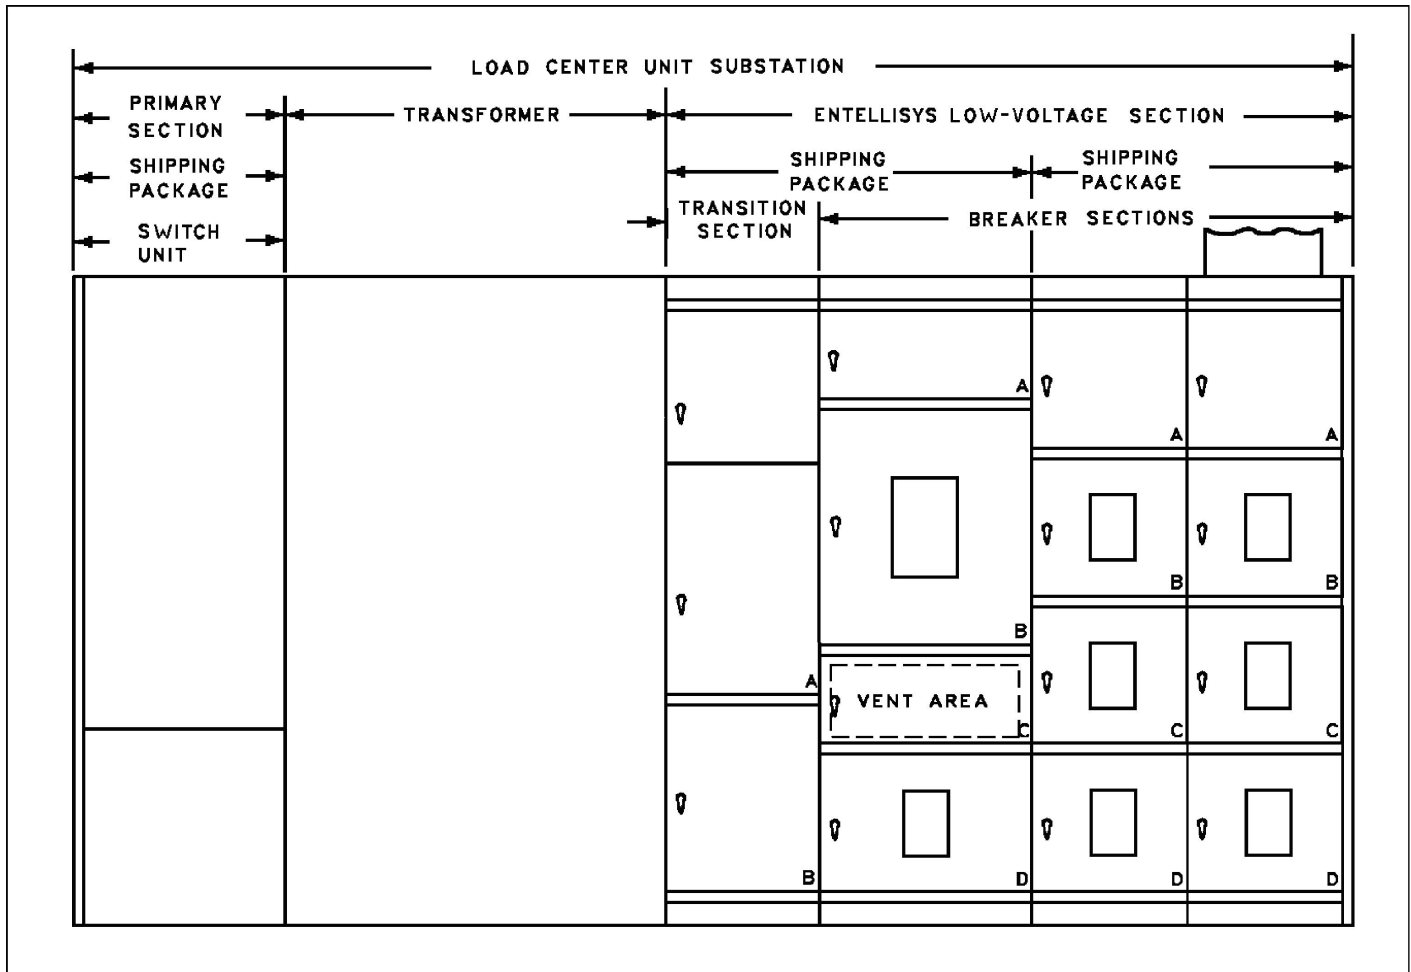 LOAD CENTER UNIT SUBSTATION
PRIMARY
SECTION
TRANSFORMER
ENTELLISYS LOW-VOLTAGE SECTION
SHIPPING
PACKAGE
SHIPPING
PACKAGE
SHIPPING
PACKAGE
SWITCH
UNIT
TRANSITION
SECTION
BREAKER SECTIONS
A
A
A
B
B
B
A
VENT AREA
C
C
C
B
D
D
D